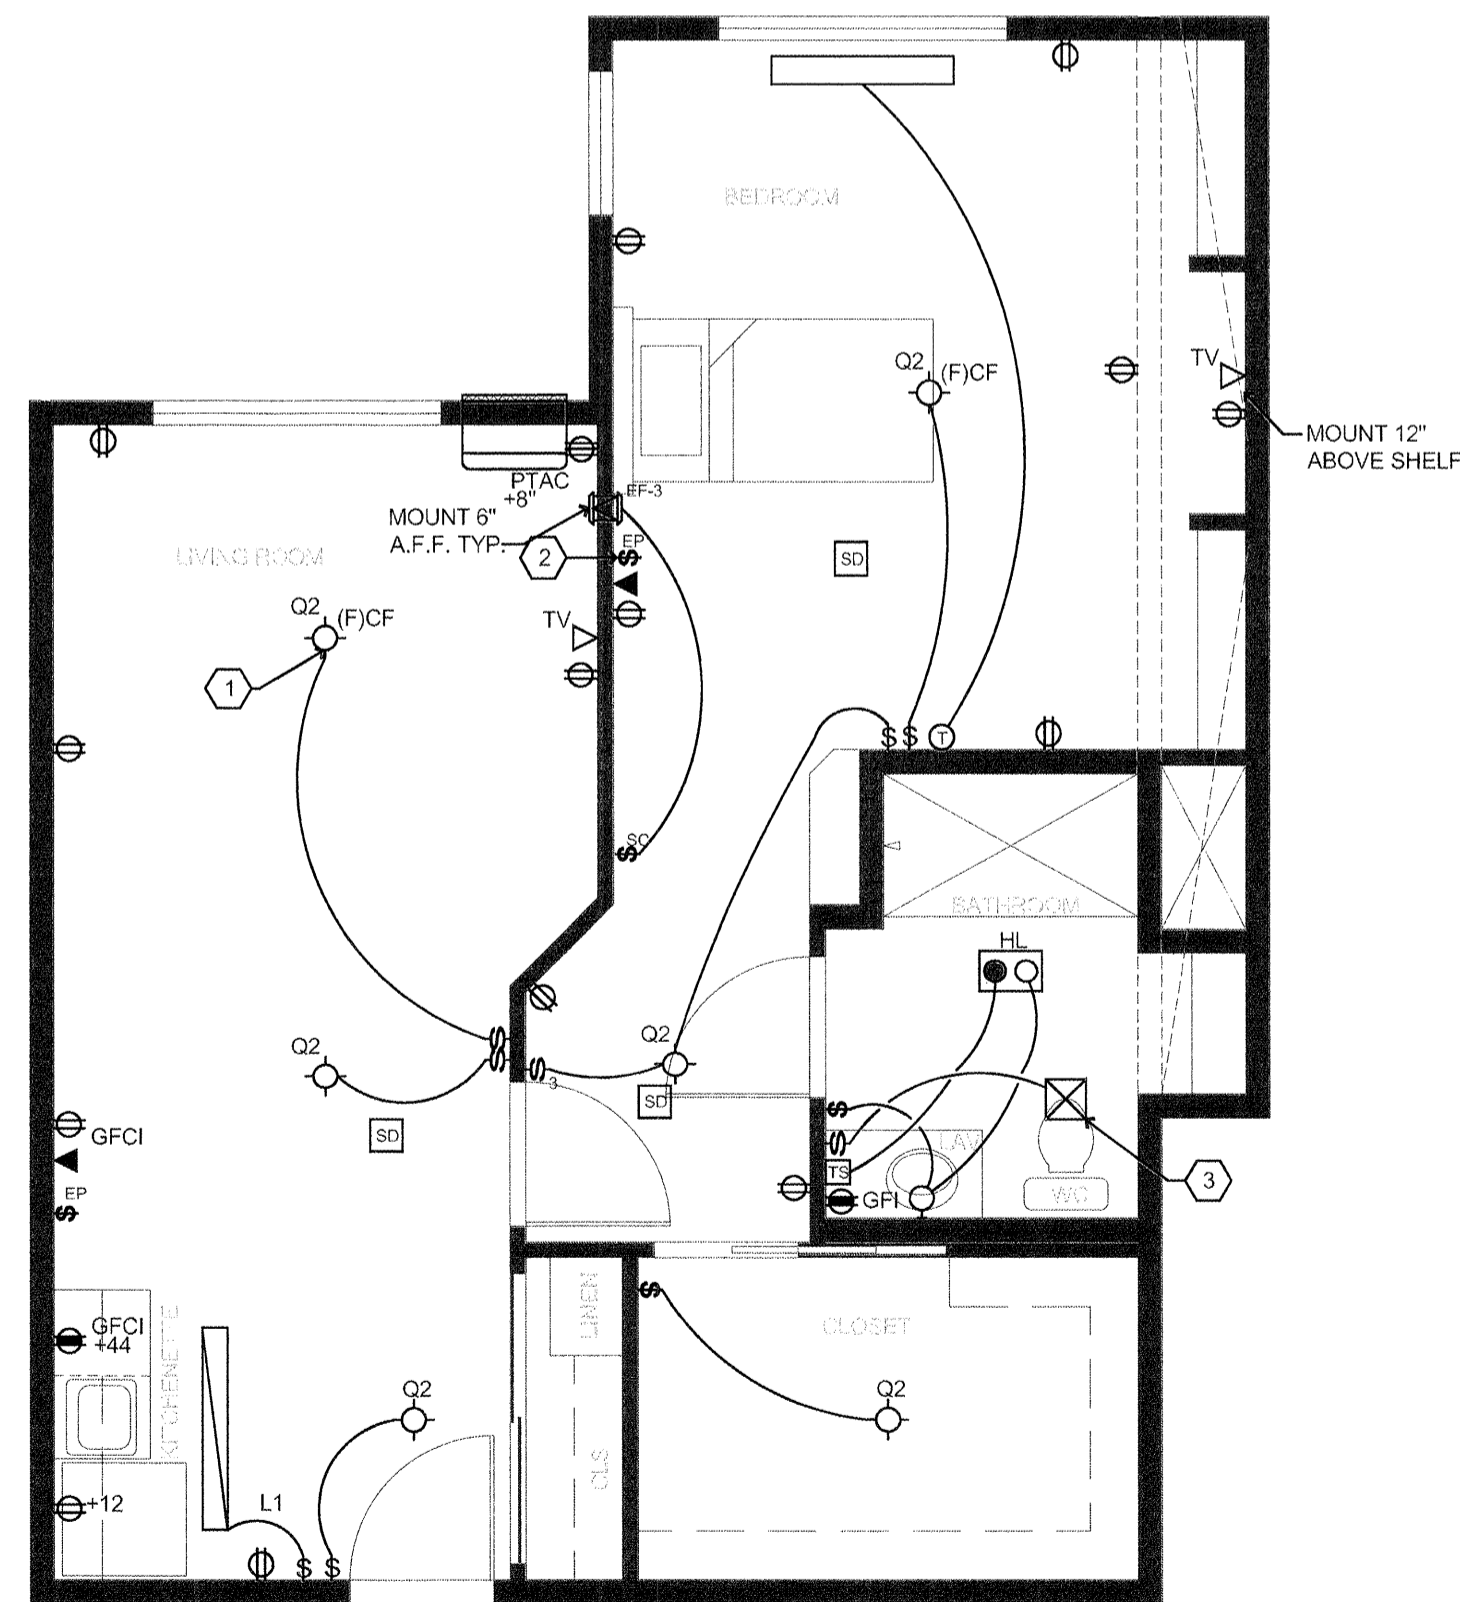 BEDROOM
Q2
(F)CF
TV
MOUNT 12"
ABOVE SHELF
PTAC
+8"
EF-3
MOUNT 6"
A.F.F. TYP.
2
EP
$
SD
LIVING ROOM
Q2
(F)CF
TV
1
$ $
T
SC
$
BATHROOM
HL
Q2
$
$
$ 3
Q2
SD
SD
GFCI
EP
$
$
$
TS
GFI
LAV
WC
3
GFCI
+44
KITCHENETTE
LINEN
$
CLOSET
Q2
Q2
CLS
+12
L1
$ $